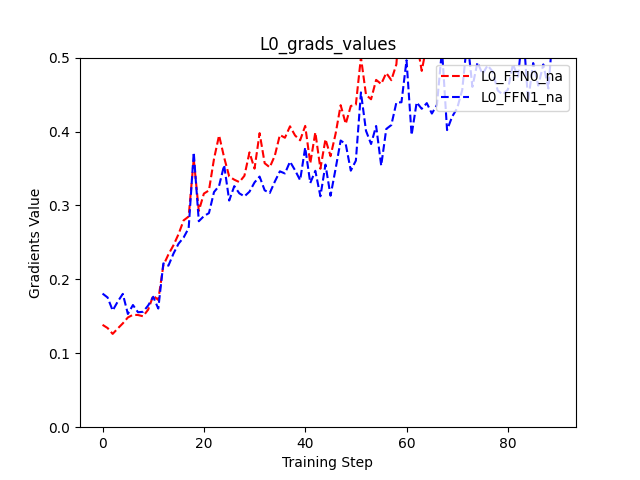 L0_grads_values
L0_FFN0_na
L0_FFN1_na
Gradients Value
0.5
0.4
0.3
0.2
0.1
0.0
0 20 40 60 80
Training Step